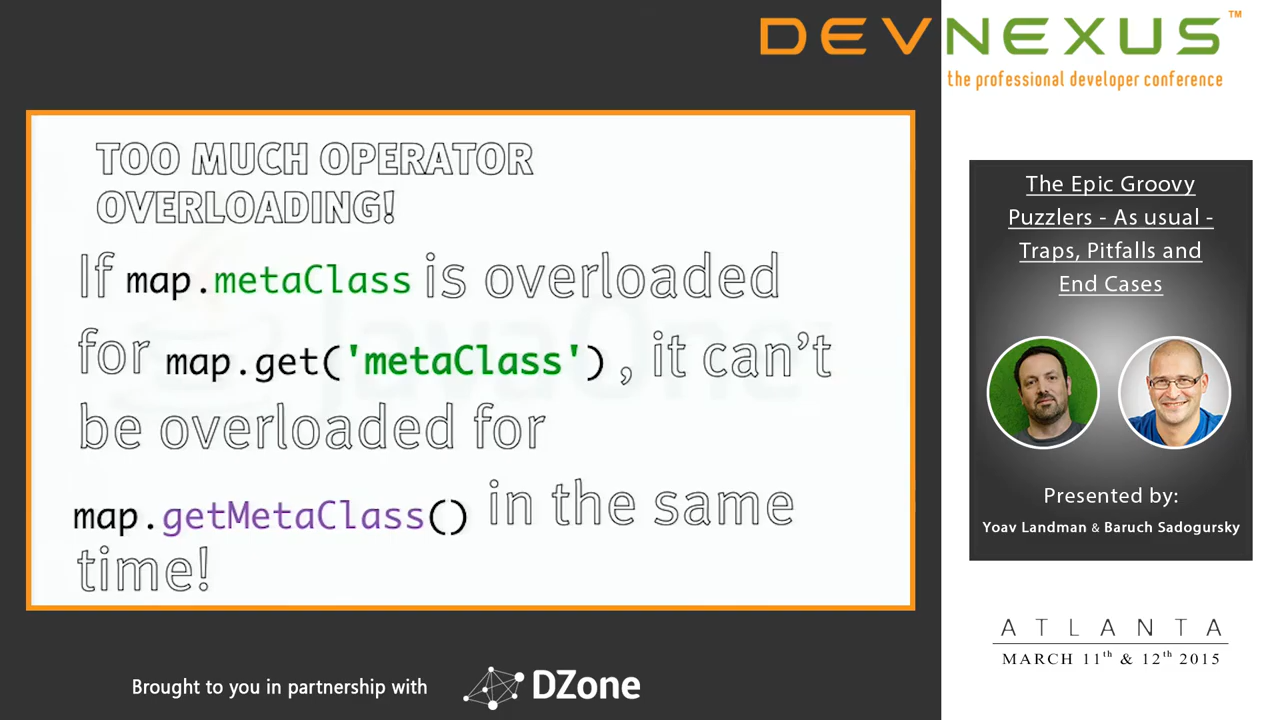 DEVNEXUS™
the professional developer conference
TOO MUCH OPERATOR
OVERLOADING!
If map.metaClass is overloaded
for map.get('metaClass') , it can’t
be overloaded for
map.getMetaClass() in the same
time!
The Epic Groovy
Puzzlers - As usual -
Traps, Pitfalls and
End Cases
Presented by:
Yoav Landman & Baruch Sadogursky
ATLANTA
MARCH 11th & 12th 2015
Brought to you in partnership with
DZone